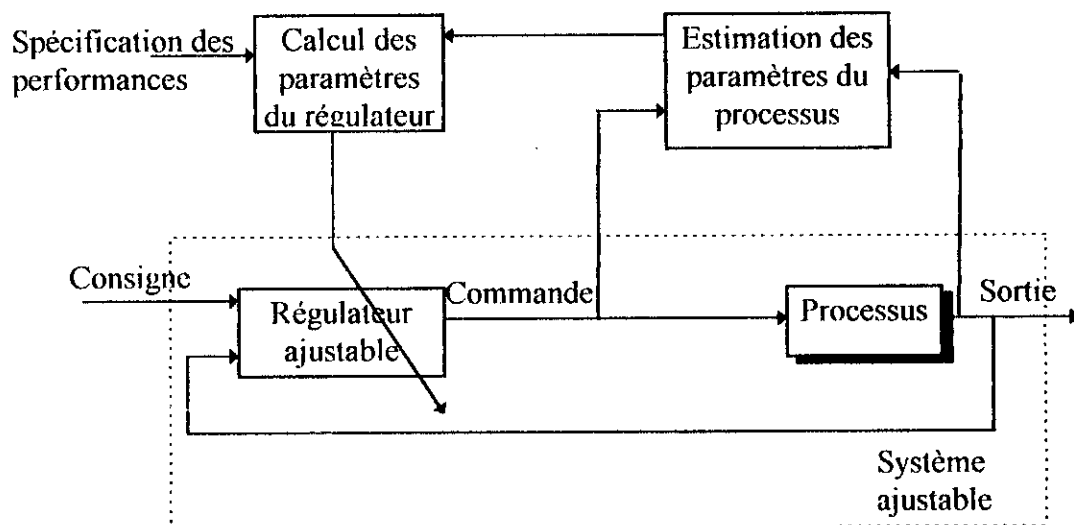 Spécification des
performances
Calcul des
paramètres
du régulateur
Estimation des
paramètres du
processus
Consigne
Régulateur
ajustable
Commande
Processus
Sortie
Système
ajustable